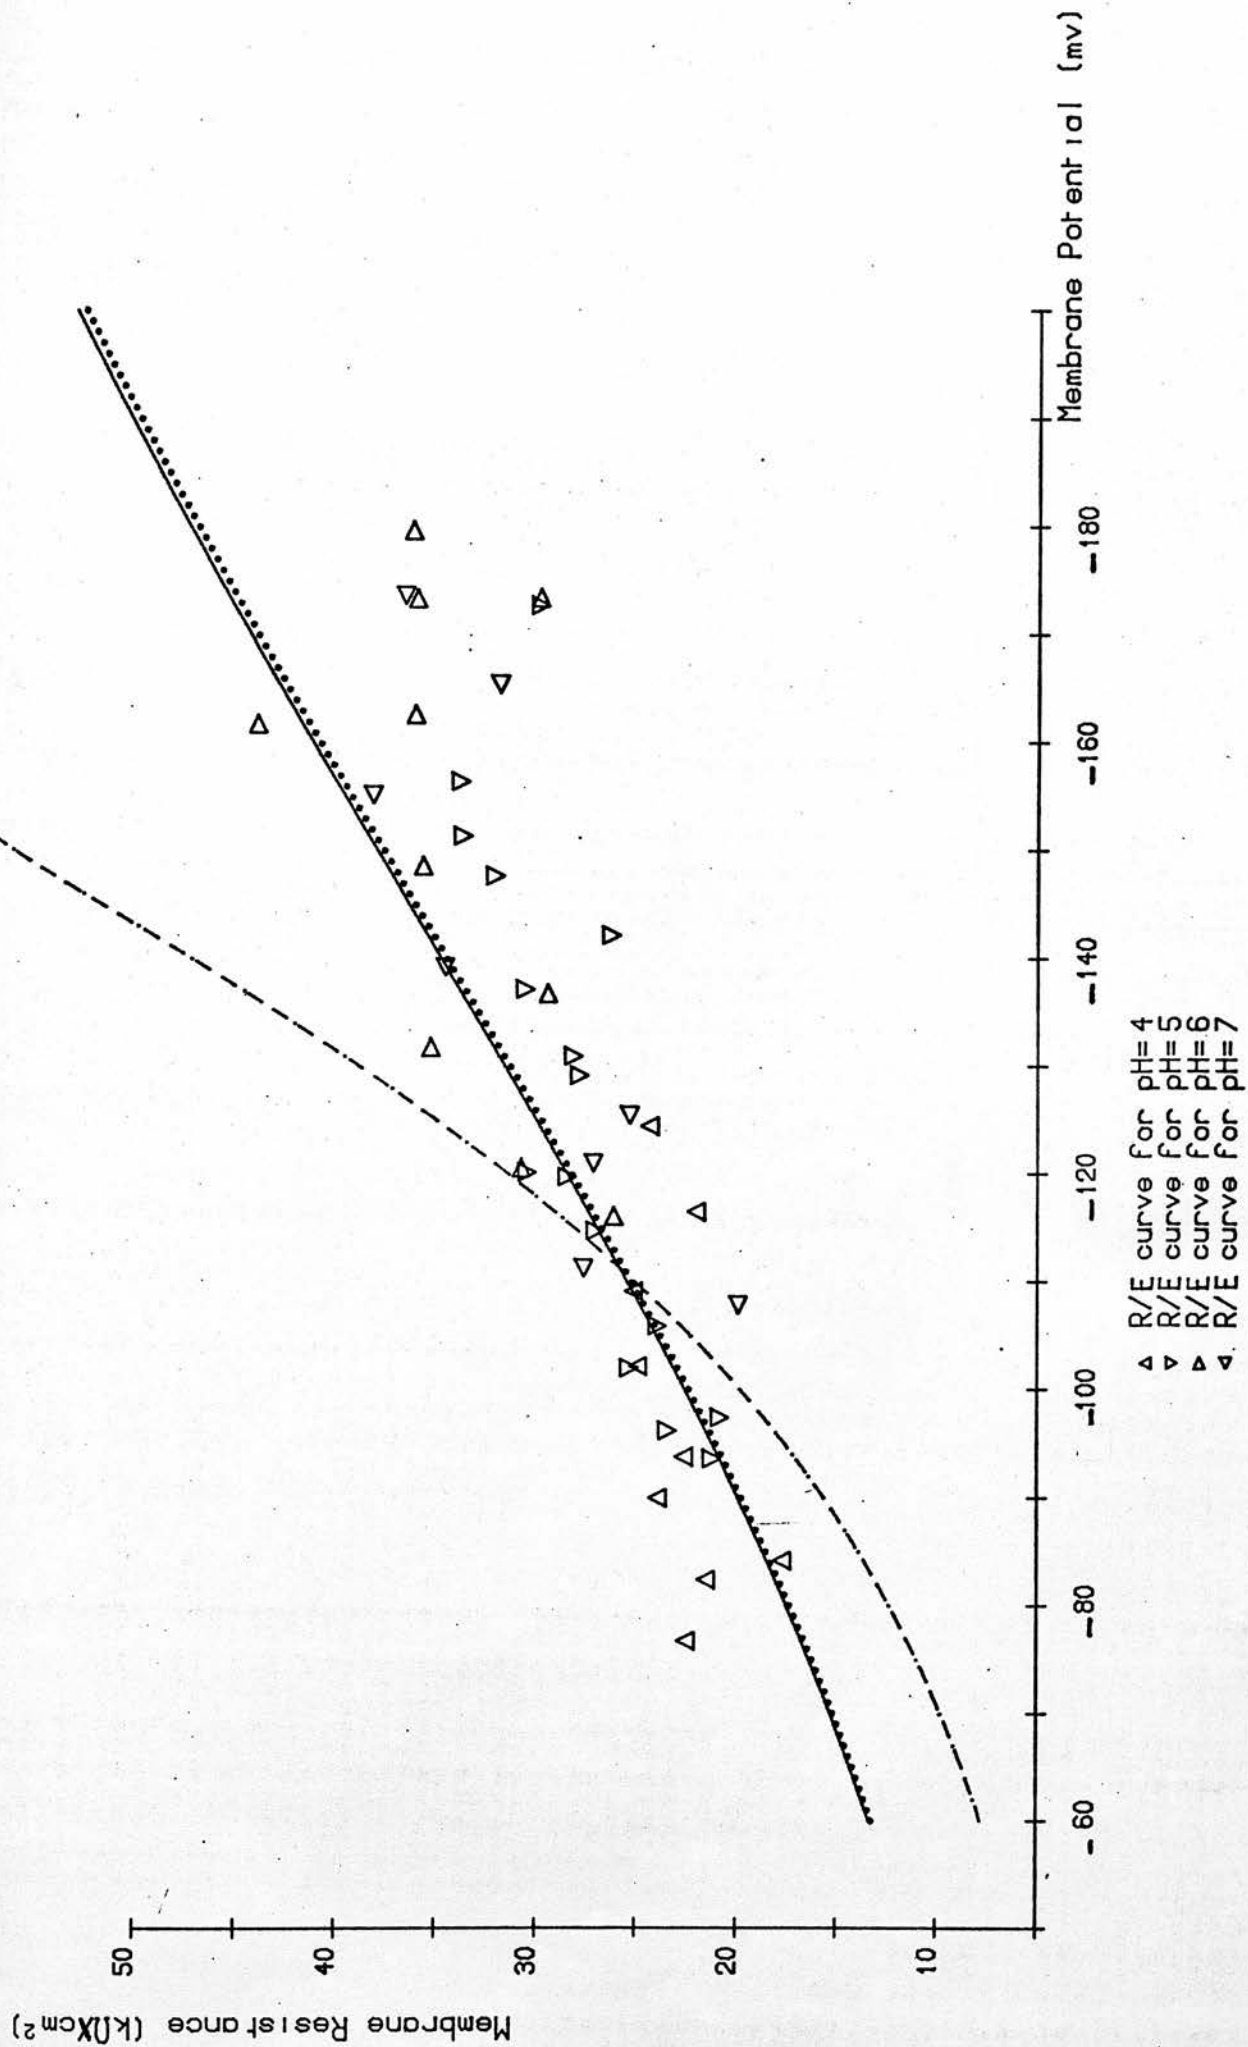 Membrane Resistance (kΩXcm²)
50
40
30
20
10
-60
-80
-100
-120
-140
-160
-180
Membrane Potential (mv)
△ R/E curve for pH=4
▷ R/E curve for pH=5
△ R/E curve for pH=6
◁ R/E curve for pH=7